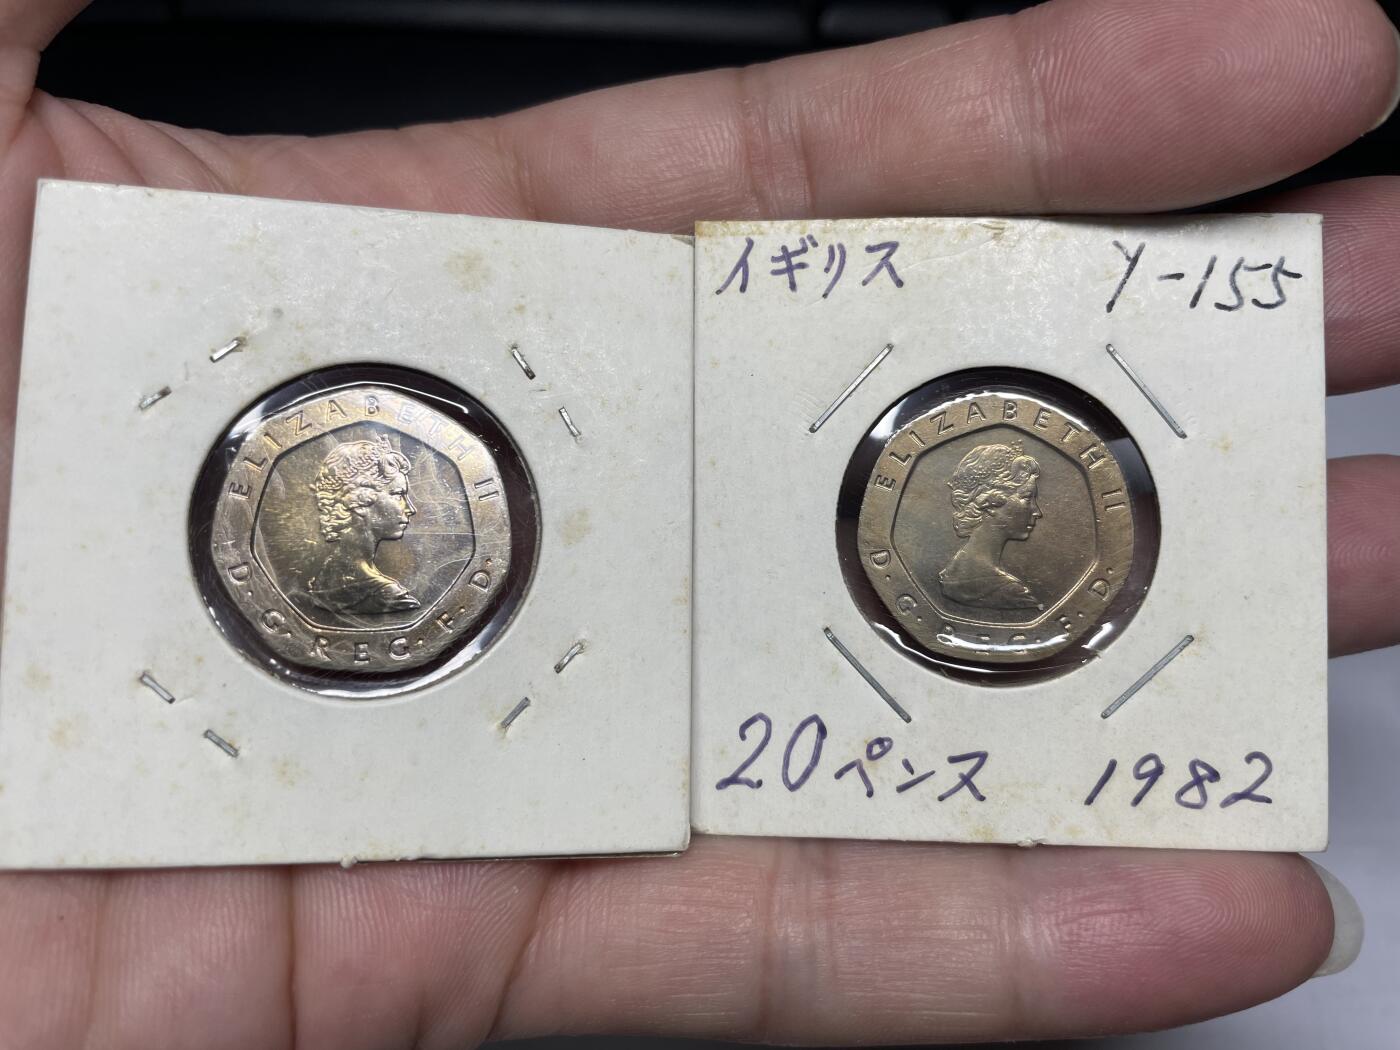 ELIZABETH II
D·G·REG·F·D·
イギリス Y-155
ELIZABETH II
D·G·REG·F·D·
20ペンス 1982